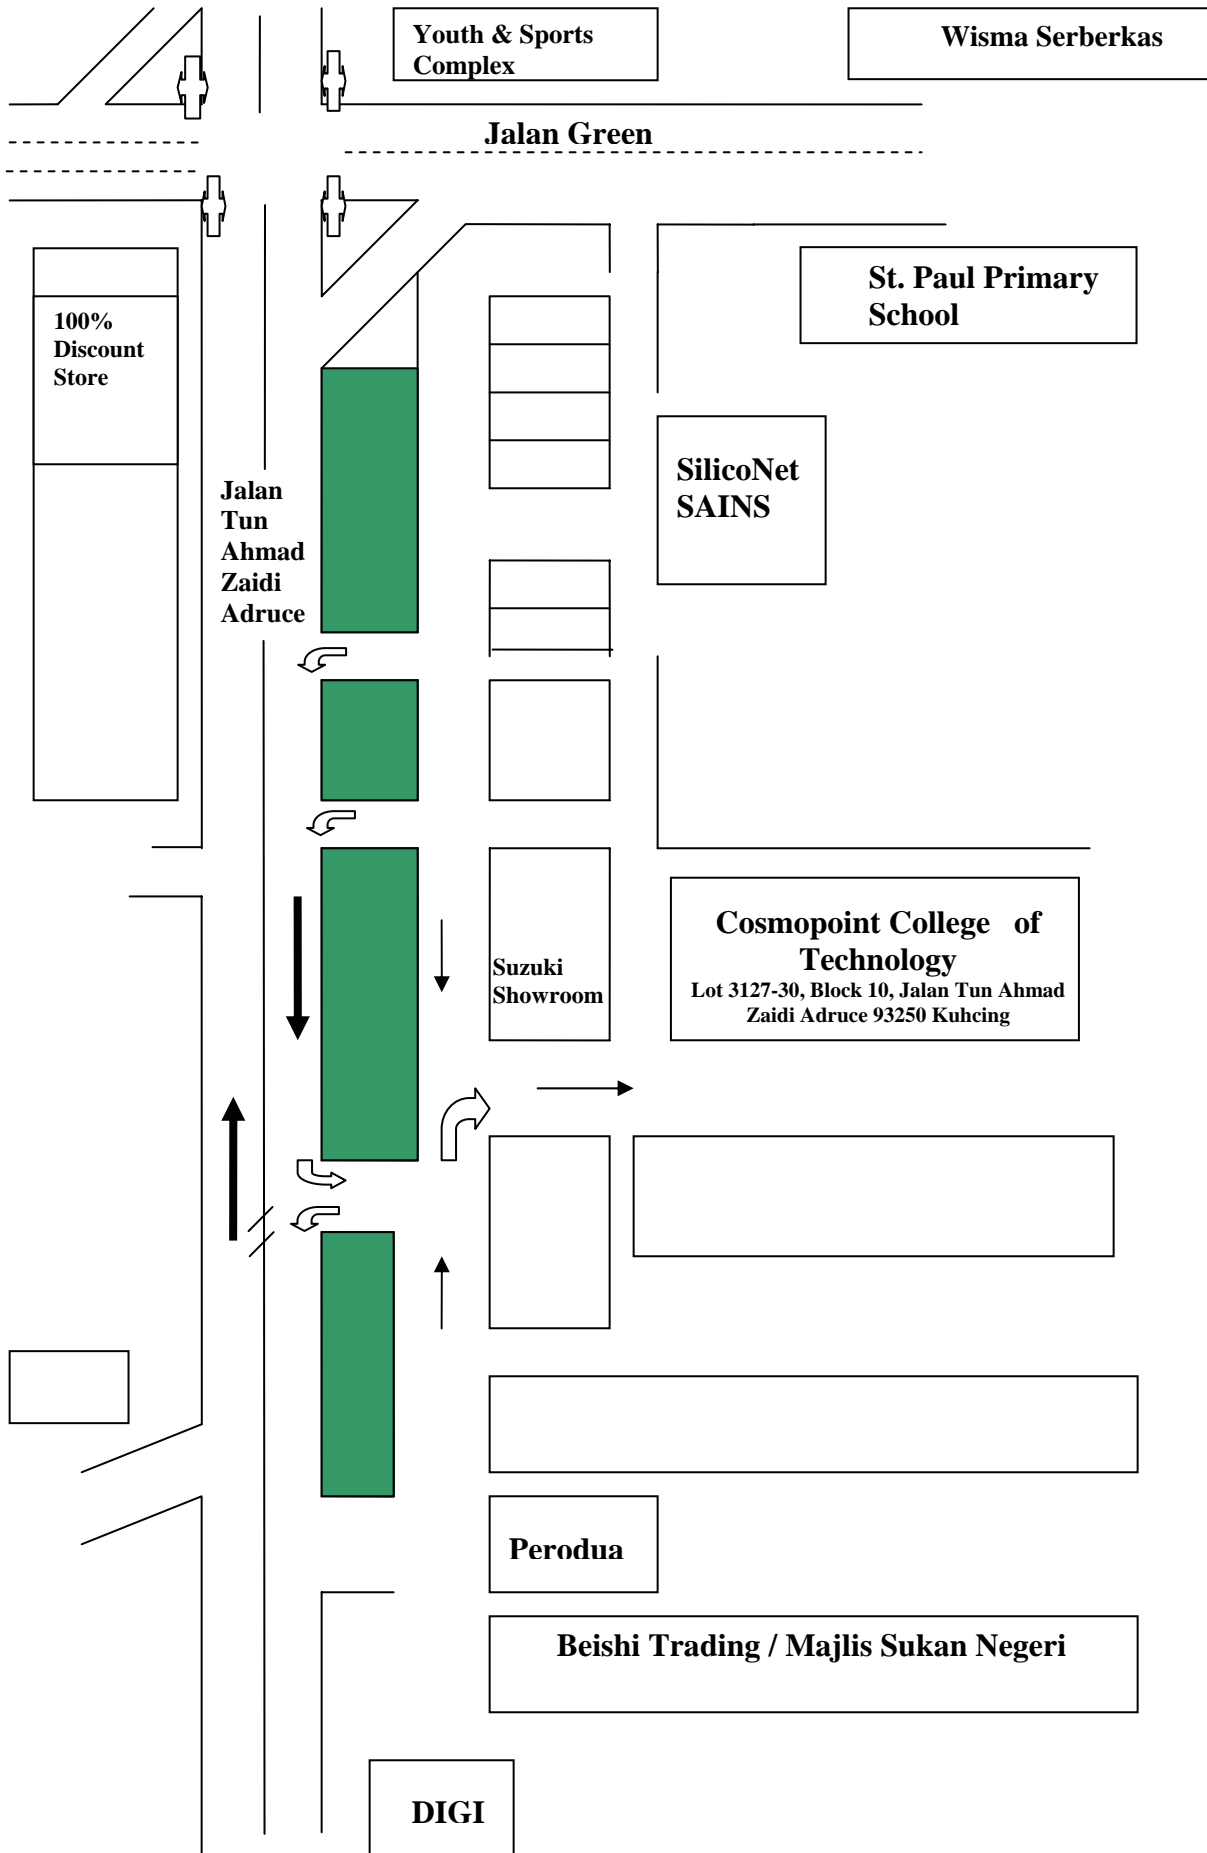 Youth & Sports
Complex
Wisma Serberkas
Jalan Green
St. Paul Primary
School
100%
Discount
Store
SilicoNet
SAINS
Jalan
Tun
Ahmad
Zaidi
Adruce
Cosmopoint College of
Technology
Lot 3127-30, Block 10, Jalan Tun Ahmad
Zaidi Adruce 93250 Kuhcing
Suzuki
Showroom
Perodua
Beishi Trading / Majlis Sukan Negeri
DIGI